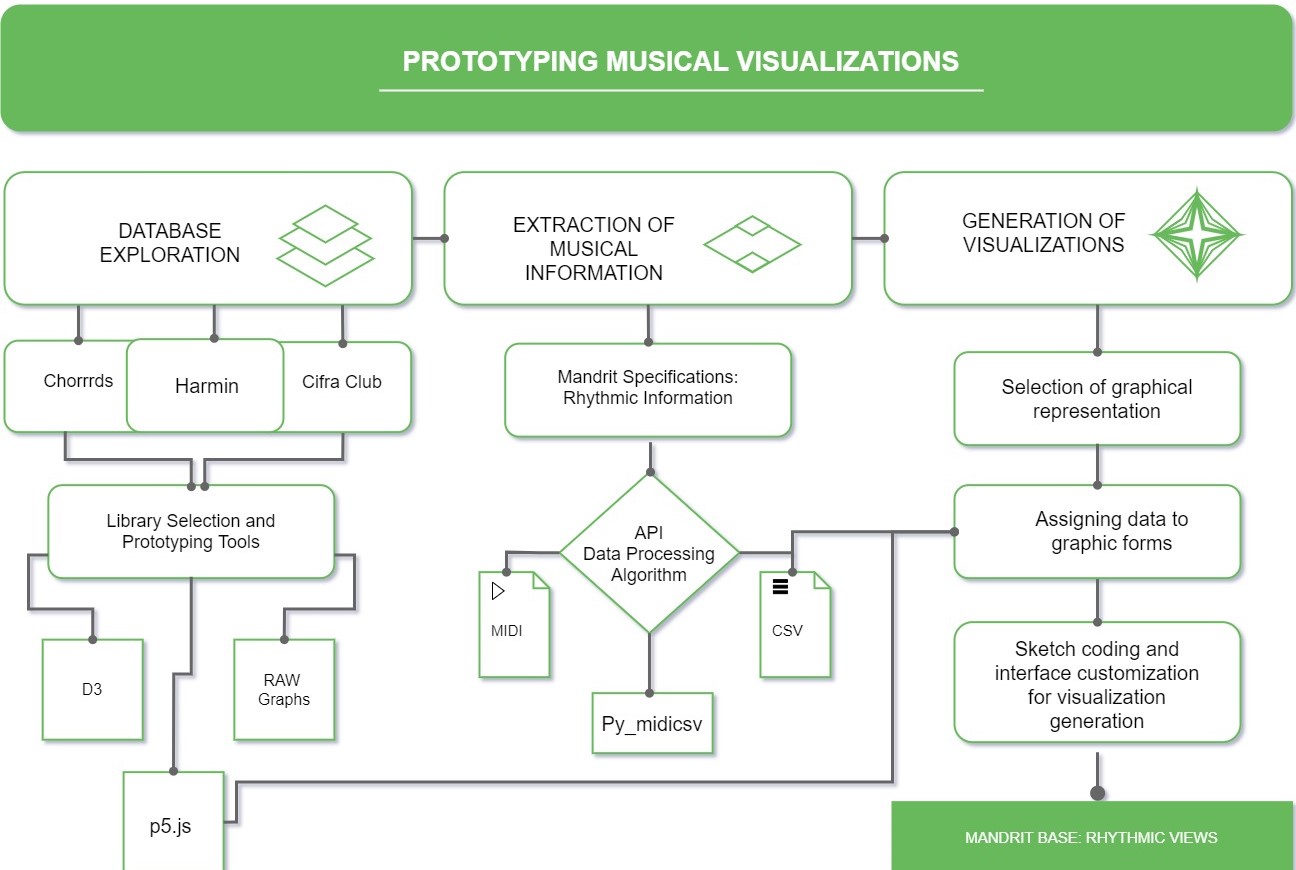 PROTOTYPING MUSICAL VISUALIZATIONS
DATABASE
EXPLORATION
EXTRACTION OF
MUSICAL
INFORMATION
GENERATION OF
VISUALIZATIONS
Chorrrds
Harmin
Cifra Club
Library Selection and
Prototyping Tools
D3
RAW
Graphs
p5.js
Mandrit Specifications:
Rhythmic Information
API
Data Processing
Algorithm
MIDI
CSV
Py_midicsv
Selection of graphical
representation
Assigning data to
graphic forms
Sketch coding and
interface customization
for visualization
generation
MANDRIT BASE: RHYTHMIC VIEWS